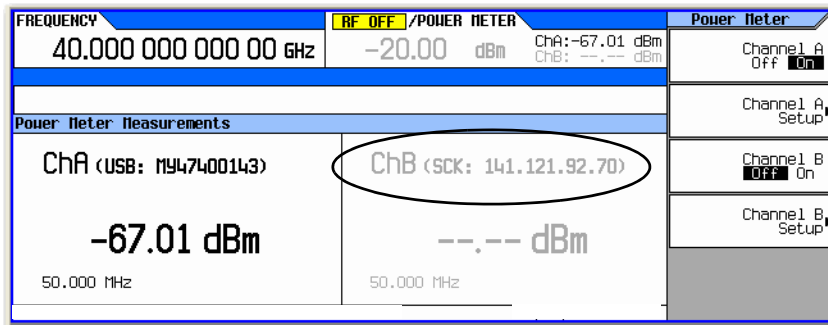 FREQUENCY
40.000 000 000 00 GHz
RF OFF /POWER METER
-20.00 dBm
ChA:-67.01 dBm
ChB: --.-- dBm
Power Meter Measurements
ChA (USB: MY47400143)
-67.01 dBm
50.000 MHz
ChB (SCK: 141.121.92.70)
--.-- dBm
50.000 MHz
Power Meter
Channel A
Off On
Channel A
Setup
Channel B
Off On
Channel B
Setup